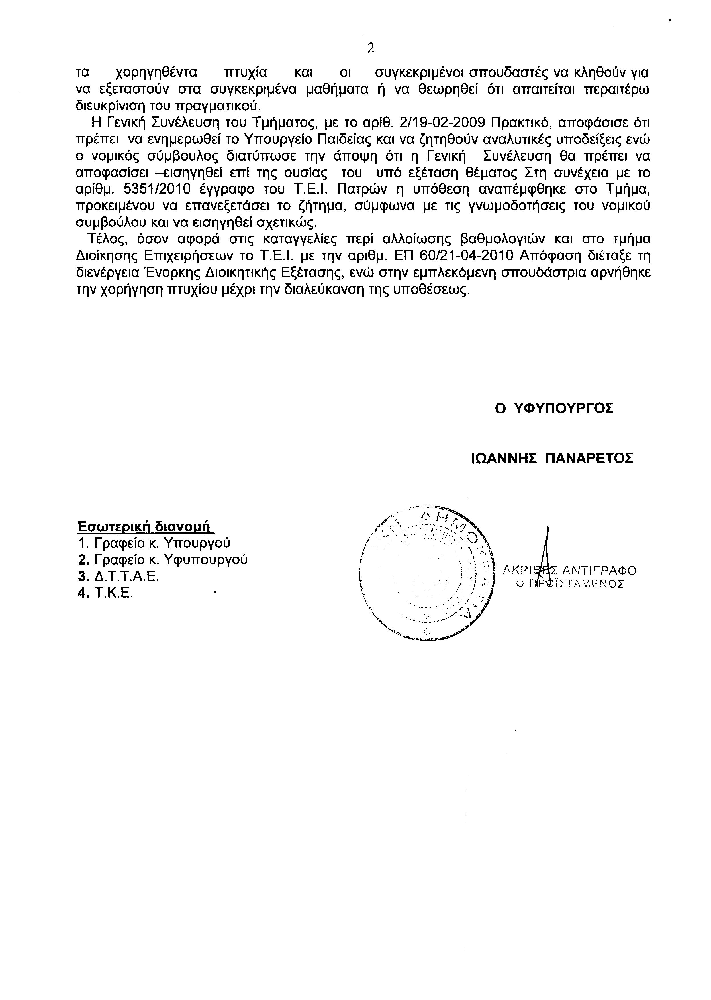 2
τα χορηγηθέντα πτυχία και οι συγκεκριμένοι σπουδαστές να κληθούν για
να εξεταστούν στα συγκεκριμένα μαθήματα ή να θεωρηθεί ότι απαιτείται περαιτέρω
διευκρίνιση του πραγματικού.
Η Γενική Συνέλευση του Τμήματος, με το αρίθ. 2/19-02-2009 Πρακτικό, αποφάσισε ότι
πρέπει να ενημερωθεί το Υπουργείο Παιδείας και να ζητηθούν αναλυτικές υποδείξεις ενώ
ο νομικός σύμβουλος διατύπωσε την άποψη ότι η Γενική Συνέλευση θα πρέπει να
αποφασίσει –εισηγηθεί επί της ουσίας του υπό εξέταση θέματος Στη συνέχεια με το
αρίθμ. 5351/2010 έγγραφο του Τ.Ε.Ι. Πατρών η υπόθεση αναπέμφθηκε στο Τμήμα,
προκειμένου να επανεξετάσει το ζήτημα, σύμφωνα με τις γνωμοδοτήσεις του νομικού
συμβούλου και να εισηγηθεί σχετικώς.
Τέλος, όσον αφορά στις καταγγελίες περί αλλοίωσης βαθμολογιών και στο τμήμα
Διοίκησης Επιχειρήσεων το Τ.Ε.Ι. με την αριθμ. ΕΠ 60/21-04-2010 Απόφαση διέταξε τη
διενέργεια Ένορκης Διοικητικής Εξέτασης, ενώ στην εμπλεκόμενη σπουδάστρια αρνήθηκε
την χορήγηση πτυχίου μέχρι την διαλεύκανση της υποθέσεως.
Ο ΥΦΥΠΟΥΡΓΟΣ
ΙΩΑΝΝΗΣ ΠΑΝΑΡΕΤΟΣ
Εσωτερική διανομή
1. Γραφείο κ. Υπουργού
2. Γραφείο κ. Υφυπουργού
3. Δ.Τ.Τ.Α.Ε.
4. Τ.Κ.Ε.
ΔΗΜΟΚΡΑΤΙΑ
ΑΚΡΙΒΕΣ ΑΝΤΙΓΡΑΦΟ
Ο ΠΡΟΪΣΤΑΜΕΝΟΣ